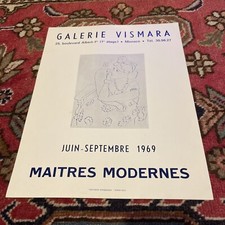 GALERIE VISMARA
JUIN-SEPTEMBRE 1969
MAITRES MODERNES